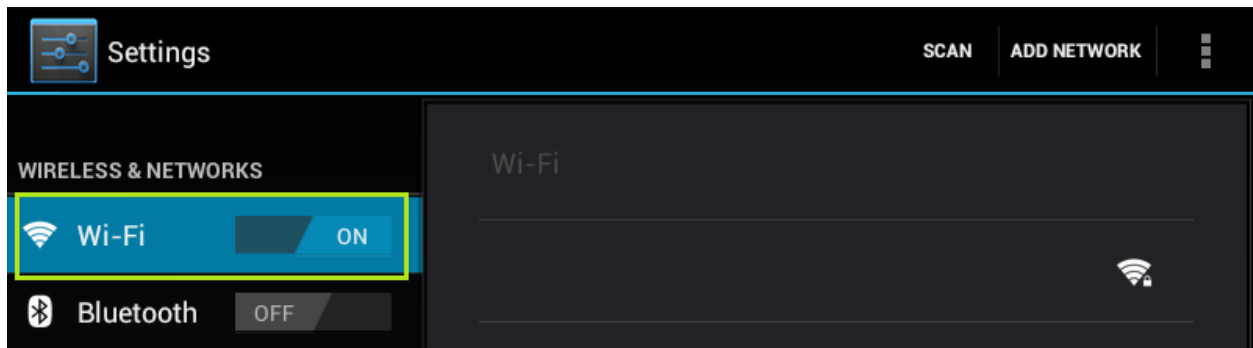 Settings
SCAN
ADD NETWORK
WIRELESS & NETWORKS
Wi-Fi ON
Bluetooth OFF
Wi-Fi